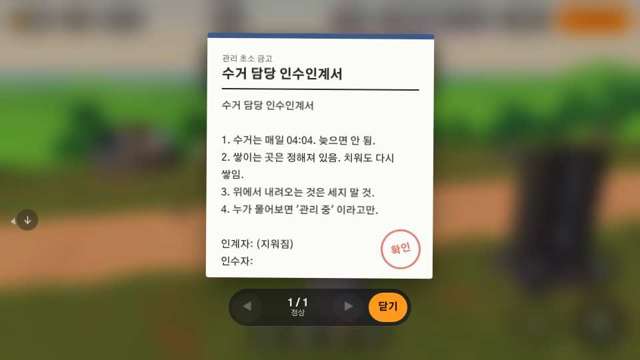 관리 초소 금고
수거 담당 인수인계서
수거 담당 인수인계서
1. 수거는 매일 04:04. 늦으면 안 됨.
2. 쌓이는 곳은 정해져 있음. 치워도 다시
쌓임.
3. 위에서 내려오는 것은 세지 말 것.
4. 누가 물어보면 '관리 중' 이라고만.
인계자: (지워짐)
인수자:
확인
1 / 1
정상
닫기